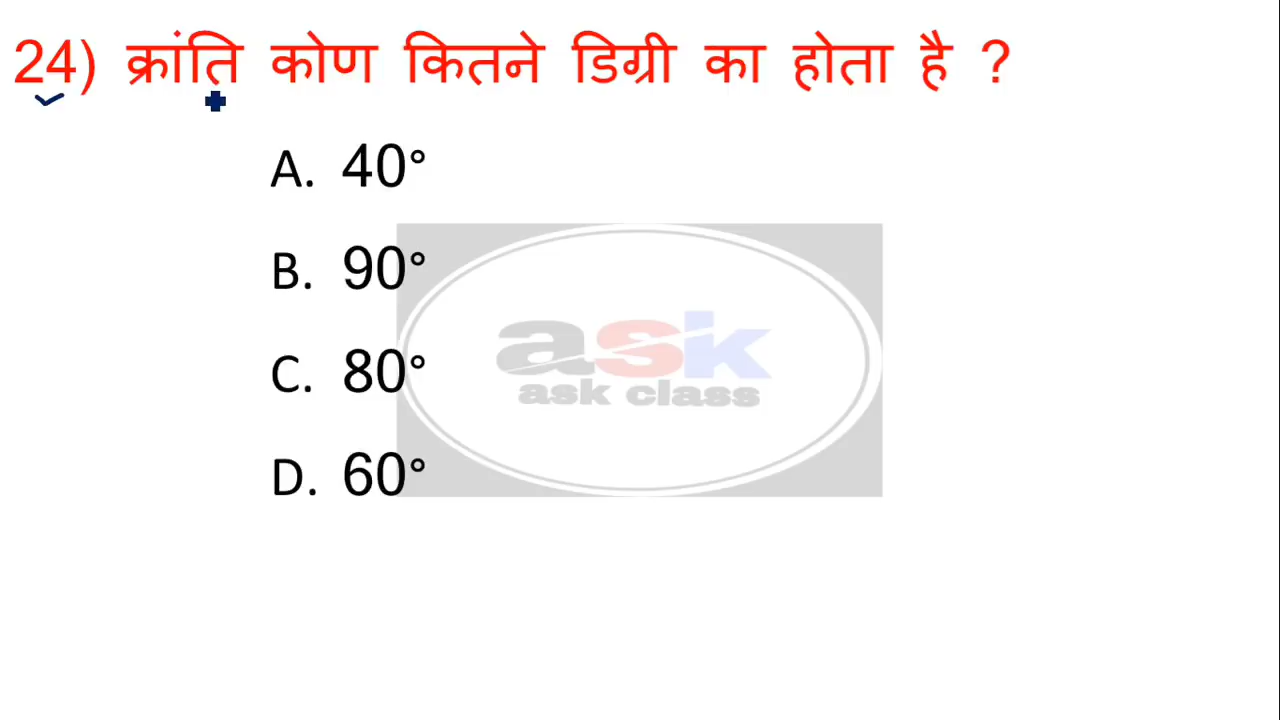 24) क्रांति कोण कितने डिग्री का होता है ?
A. 40°
B. 90°
C. 80°
D. 60°
ask
ask class